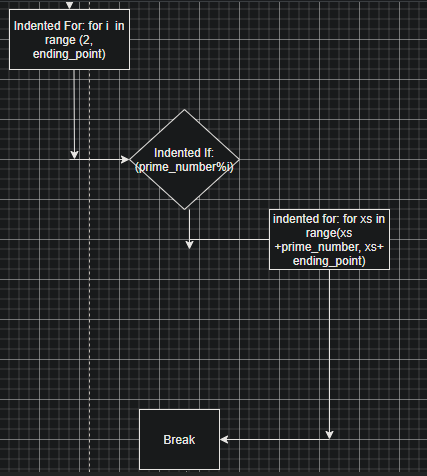 Indented For: for i  in
range (2,
ending_point)
Indented If:
(prime_number%i)
indented for: for xs in
range(xs
+prime_number, xs+
ending_point)
Break